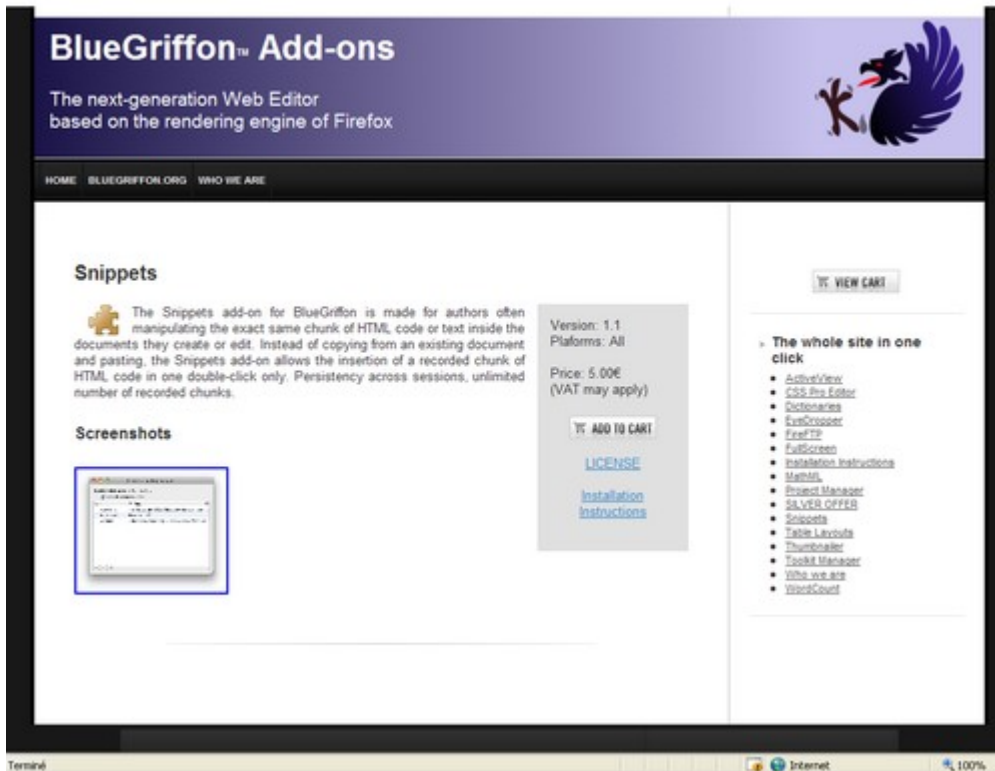 BlueGriffon™ Add-ons
The next-generation Web Editor
based on the rendering engine of Firefox
HOME BLUEGRIFFON.ORG WHO WE ARE
Snippets
The Snippets add-on for BlueGriffon is made for authors often
manipulating the exact same chunk of HTML code or text inside the
documents they create or edit. Instead of copying from an existing document
and pasting, the Snippets add-on allows the insertion of a recorded chunk of
HTML code in one double-click only. Persistency across sessions, unlimited
number of recorded chunks.
Screenshots
Version: 1.1
Plaforms: All
Price: 5.00€
(VAT may apply)
ADD TO CART
LICENSE
Installation
Instructions
VIEW CART
» The whole site in one
click
ActiveView
CSS Pro Editor
Dictionaries
EyeDropper
FireFTP
FullScreen
Installation Instructions
MathML
Project Manager
SILVER OFFER
Snippets
Table Layouts
Thumbnailer
Toolkit Manager
Who we are
WordCount
Terminé
Internet
100%